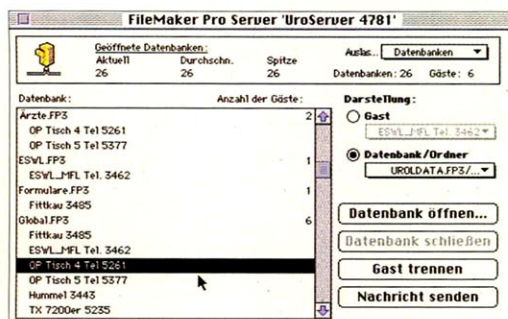 FileMaker Pro Server 'UroServer 4781'
Geöffnete Datenbanken:
Aktuell Durchschn. Spitze
26 26 26
Auslas... Datenbanken
Datenbanken: 26 Gäste: 6
Datenbank: Anzahl der Gäste:
Ärzte.FP3 2
OP Tisch 4 Tel 5261
OP Tisch 5 Tel 5377
ESWL.FP3 1
ESWL_MFL Tel. 3462
Formulare.FP3 1
Fittkau 3485
Global.FP3 6
Fittkau 3485
ESWL_MFL Tel. 3462
OP Tisch 4 Tel 5261
OP Tisch 5 Tel 5377
Hummel 3443
TX 7200er 5235
Darstellung:
Gast
ESWL_MFL Tel. 3462
Datenbank/Ordner
UROLDATA.FP3/...
Datenbank öffnen...
Datenbank schließen
Gast trennen
Nachricht senden